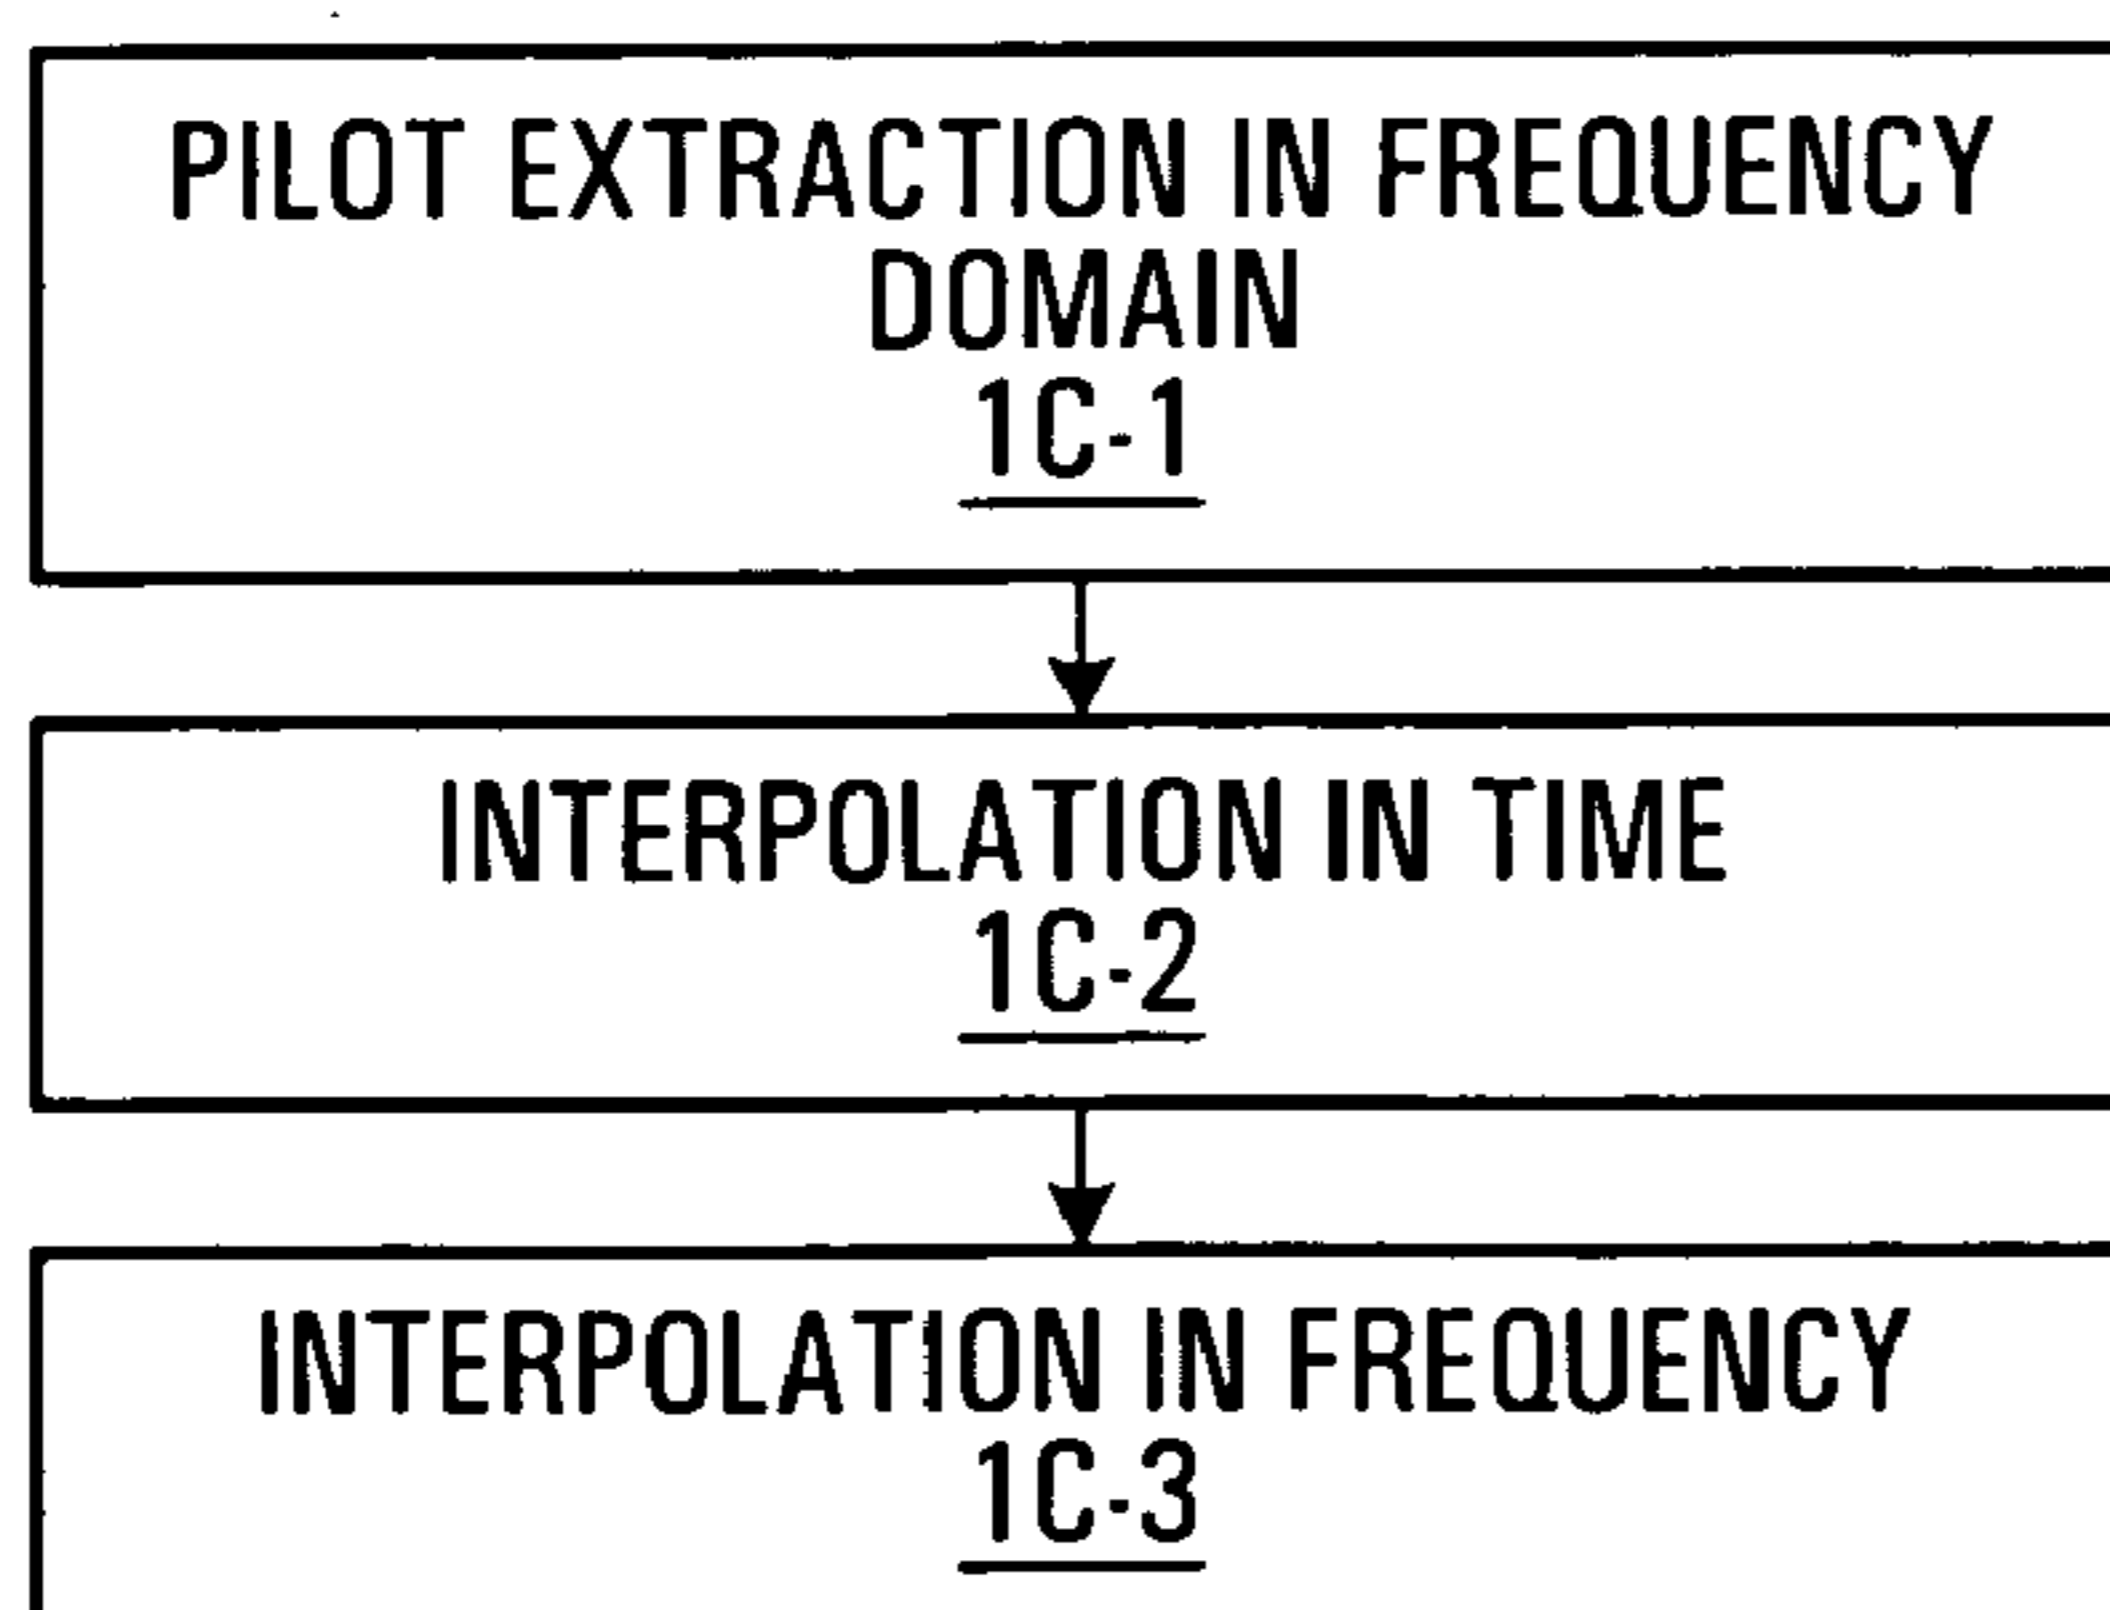 PILOT EXTRACTION IN FREQUENCY
DOMAIN
1C-1
INTERPOLATION IN TIME
1C-2
INTERPOLATION IN FREQUENCY
1C-3